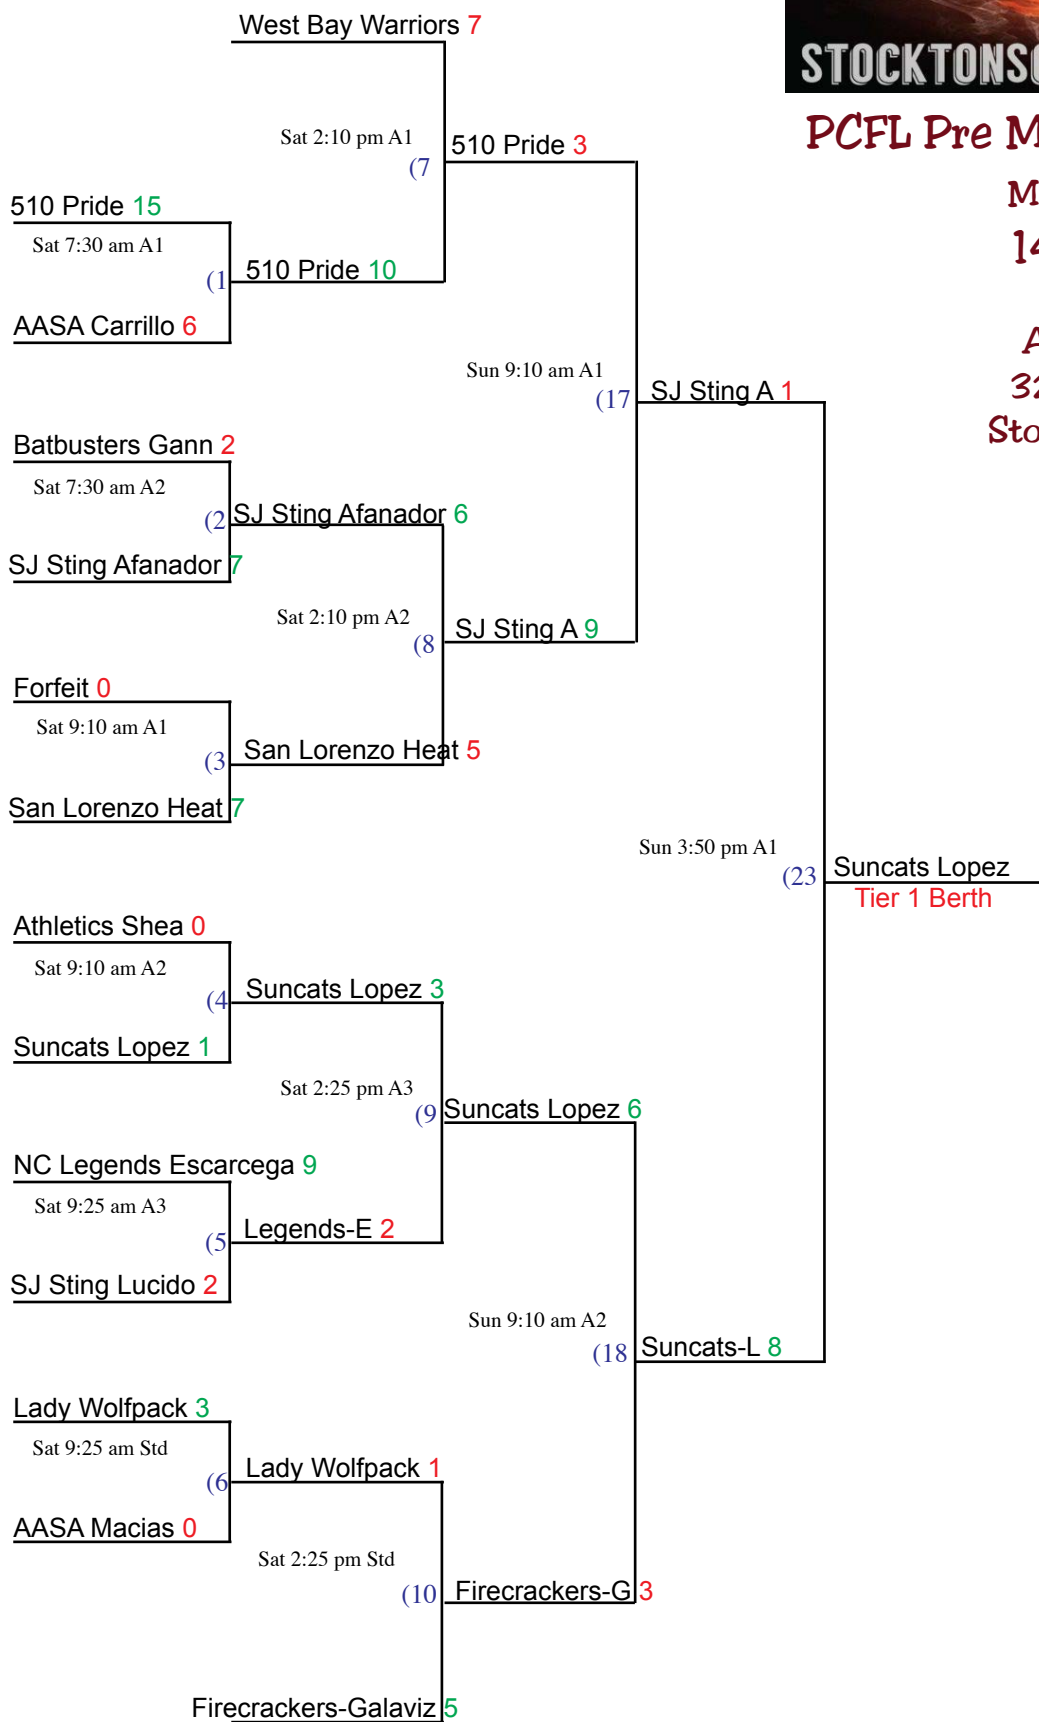 West Bay Warriors 7
STOCKTONS
PCFL Pre M
Sat 2:10 pm A1
510 Pride 3
(7
M
510 Pride 15
14
Sat 7:30 am A1
510 Pride 10
(1
AASA Carrillo 6
A
Sun 9:10 am A1
32
SJ Sting A 1
(17
Sto
Batbusters Gann 2
Sat 7:30 am A2
SJ Sting Afanador 6
(2
SJ Sting Afanador 7
Sat 2:10 pm A2
SJ Sting A 9
(8
Forfeit 0
Sat 9:10 am A1
San Lorenzo Heat 5
(3
San Lorenzo Heat 7
Sun 3:50 pm A1
Suncats Lopez
(23
Tier 1 Berth
Athletics Shea 0
Sat 9:10 am A2
Suncats Lopez 3
(4
Suncats Lopez 1
Sat 2:25 pm A3
Suncats Lopez 6
(9
NC Legends Escarcega 9
Sat 9:25 am A3
Legends-E 2
(5
SJ Sting Lucido 2
Sun 9:10 am A2
Suncats-L 8
(18
Lady Wolfpack 3
Sat 9:25 am Std
Lady Wolfpack 1
(6
AASA Macias 0
Sat 2:25 pm Std
Firecrackers-G 3
(10
Firecrackers-Galaviz 5